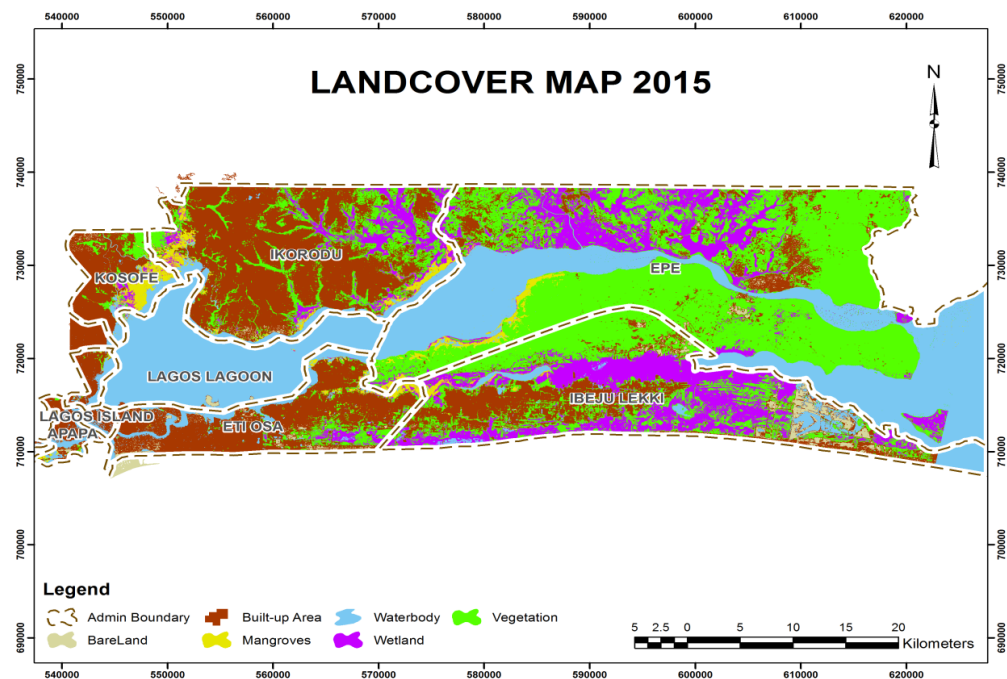 540000 550000 560000 570000 580000 590000 600000 610000 620000
LANDCOVER MAP 2015
N
750000 750000
740000 740000
730000 730000
720000 720000
710000 710000
700000 700000
690000 690000
IKORODU
KOSOFE
EPE
LAGOS LAGOON
IBEJU LEKKI
LAGOS ISLAND
ETI OSA
APAPA
Legend
Admin Boundary Built-up Area Waterbody Vegetation
BareLand Mangroves Wetland
5 2.5 0 5 10 15 20
Kilometers
540000 550000 560000 570000 580000 590000 600000 610000 620000